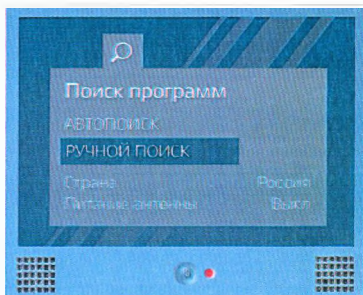 Поиск программ
АВТОПОИСК
РУЧНОЙ ПОИСК
Страна Россия
Питание антенны Выкл